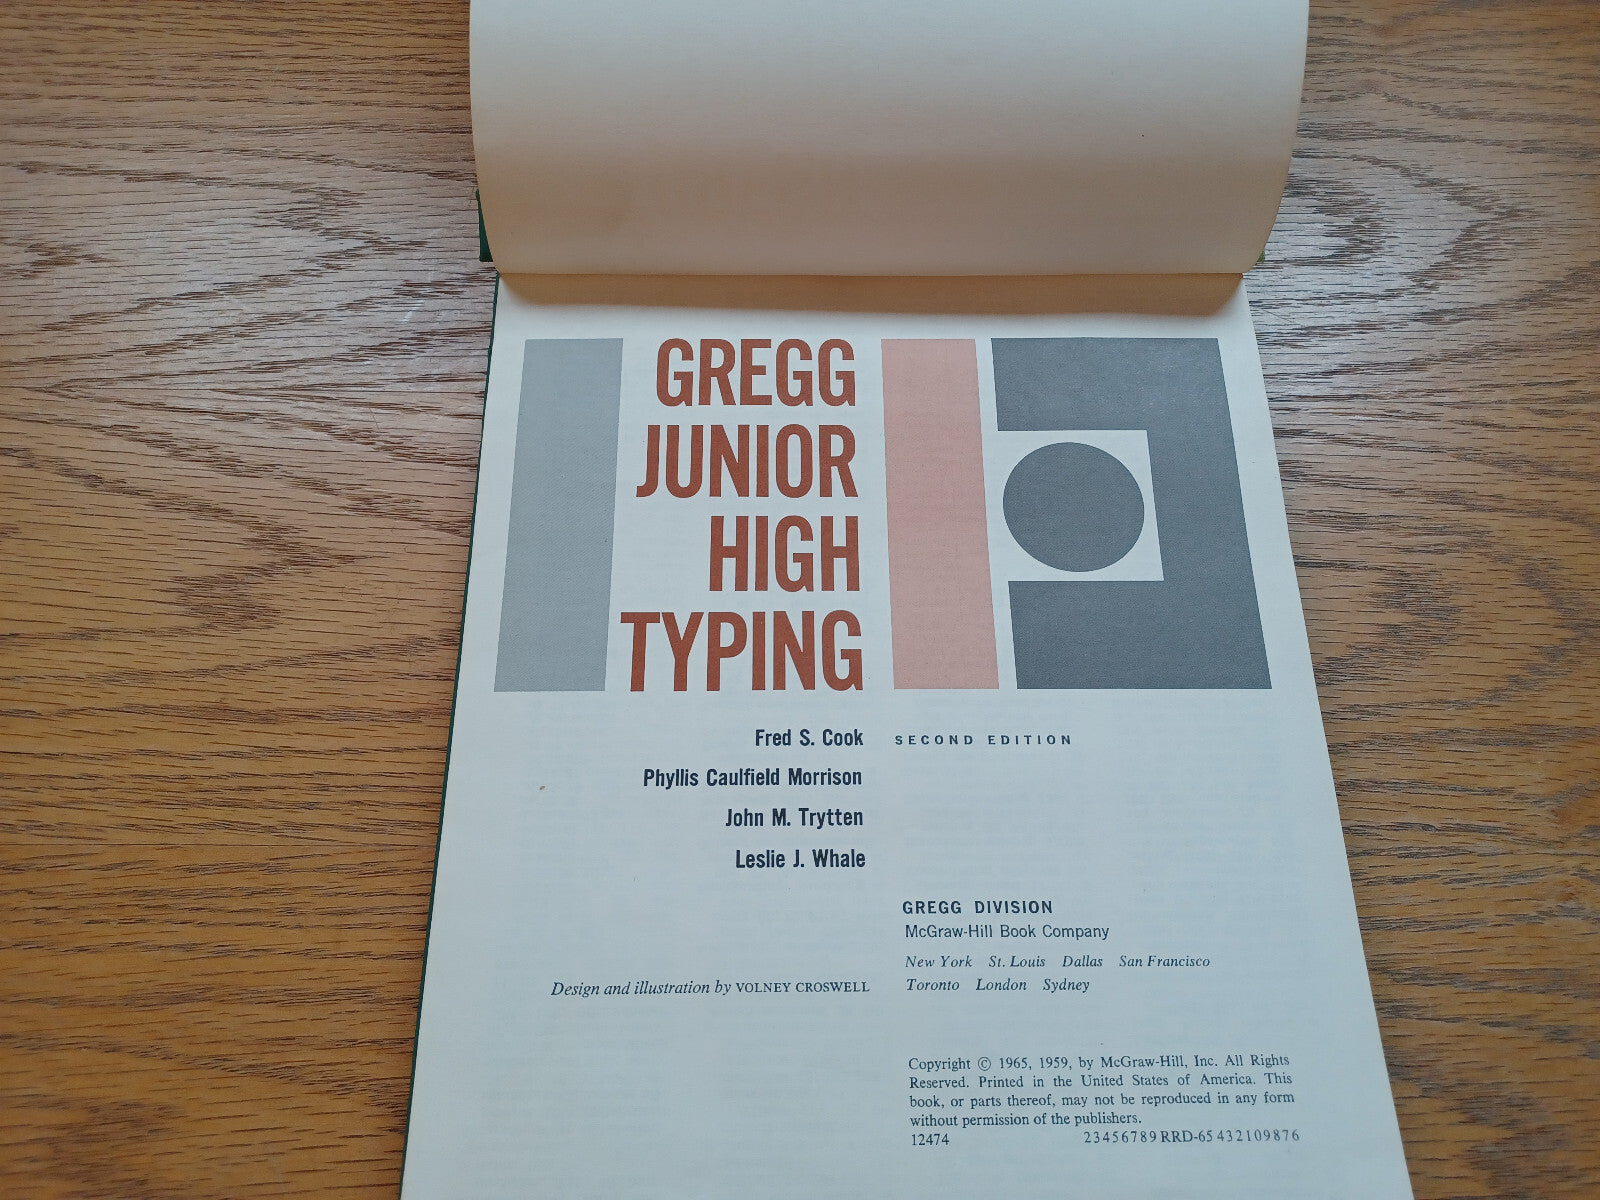 GREGG
JUNIOR
HIGH
TYPING
Fred S. Cook
SECOND EDITION
Phyllis Caulfield Morrison
John M. Trytten
Leslie J. Whale
GREGG DIVISION
McGraw-Hill Book Company
New York St. Louis Dallas San Francisco
Toronto London Sydney
Design and illustration by VOLNEY CROSWELL
Copyright © 1965, 1959, by McGraw-Hill, Inc. All Rights
Reserved. Printed in the United States of America. This
book, or parts thereof, may not be reproduced in any form
without permission of the publishers.
12474 23456789 RRD-65 432109876